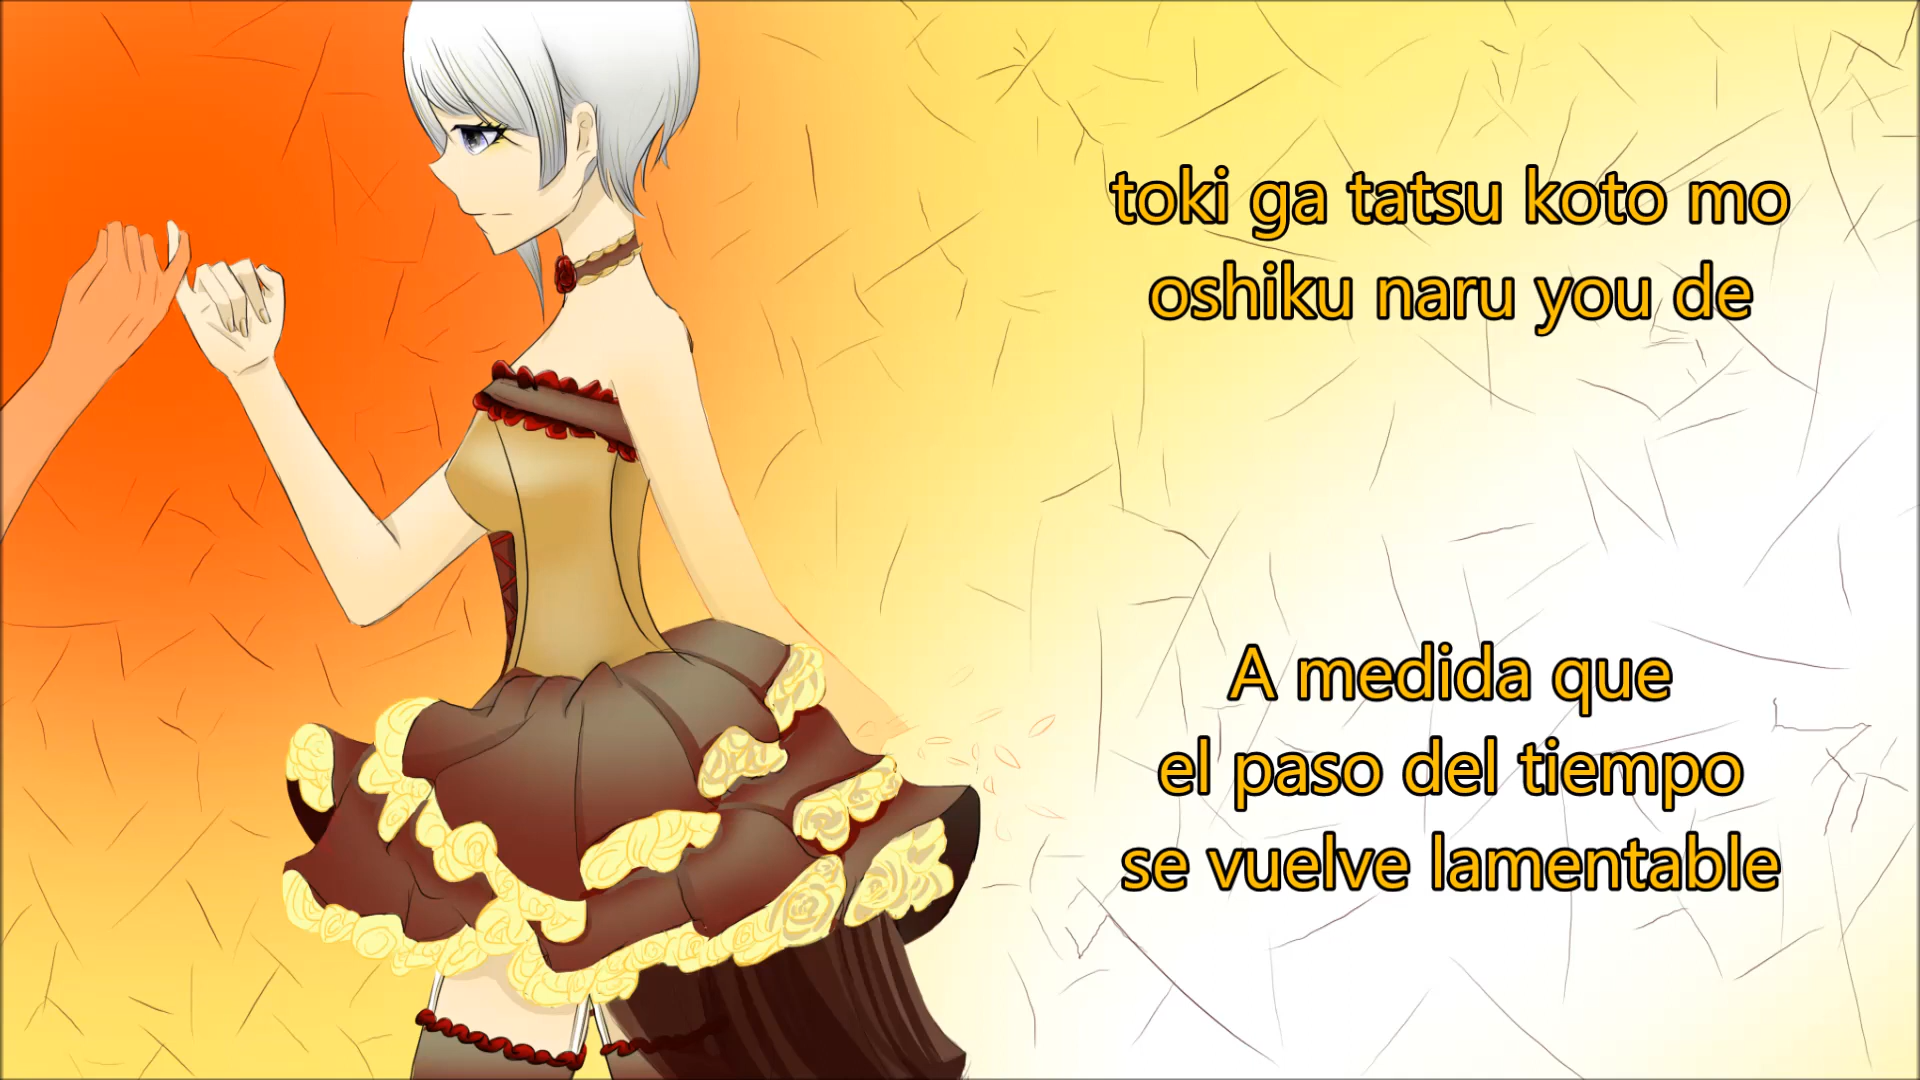 toki ga tatsu koto mo
oshiku naru you de
A medida que
el paso del tiempo
se vuelve lamentable